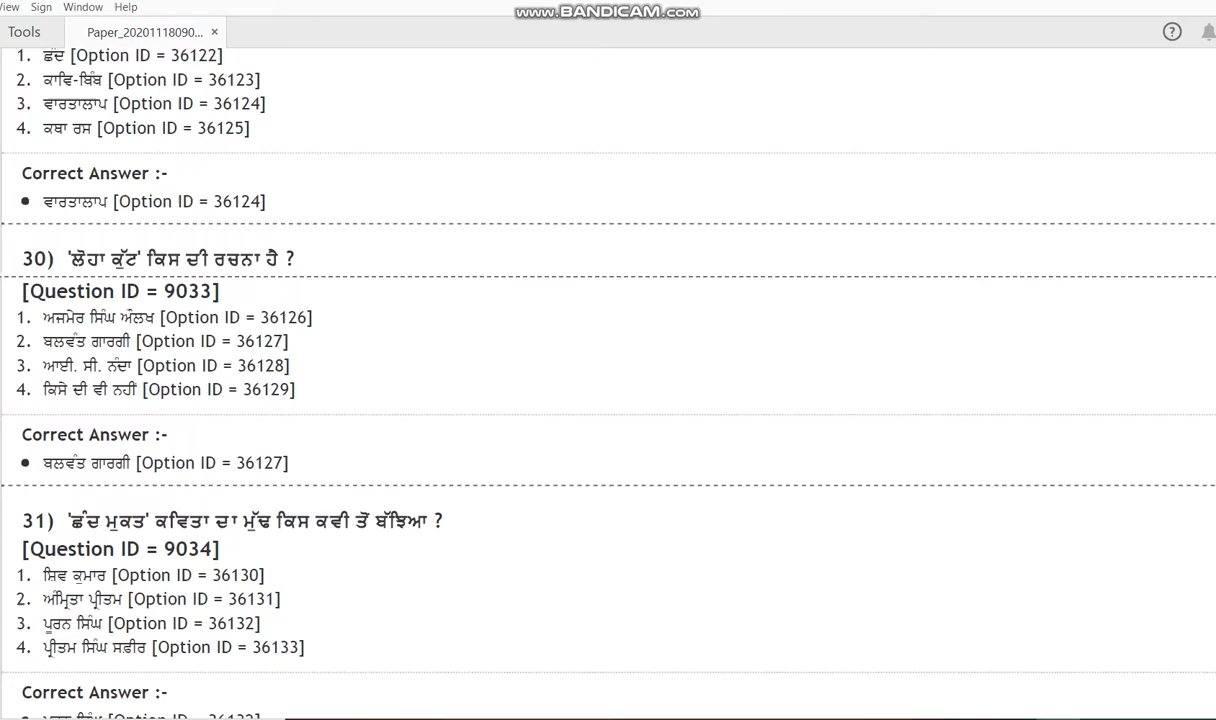 View Sign Window Help
www.BANDICAM.com
Tools Paper_20201118090... ×
1. ਛੰਦ [Option ID = 36122]
2. ਕਾਵਿ-ਬਿੰਬ [Option ID = 36123]
3. ਵਾਰਤਾਲਾਪ [Option ID = 36124]
4. ਕਥਾ ਰਸ [Option ID = 36125]
Correct Answer :-
• ਵਾਰਤਾਲਾਪ [Option ID = 36124]
30) 'ਲੋਹਾ ਕੁੱਟ' ਕਿਸ ਦੀ ਰਚਨਾ ਹੈ ?
[Question ID = 9033]
1. ਅਜਮੇਰ ਸਿੰਘ ਔਲਖ [Option ID = 36126]
2. ਬਲਵੰਤ ਗਾਰਗੀ [Option ID = 36127]
3. ਆਈ. ਸੀ. ਨੰਦਾ [Option ID = 36128]
4. ਕਿਸੇ ਦੀ ਵੀ ਨਹੀਂ [Option ID = 36129]
Correct Answer :-
• ਬਲਵੰਤ ਗਾਰਗੀ [Option ID = 36127]
31) 'ਛੰਦ ਮੁਕਤ' ਕਵਿਤਾ ਦਾ ਮੁੱਢ ਕਿਸ ਕਵੀ ਤੋਂ ਬੱਝਿਆ ?
[Question ID = 9034]
1. ਸ਼ਿਵ ਕੁਮਾਰ [Option ID = 36130]
2. ਅੰਮ੍ਰਿਤਾ ਪ੍ਰੀਤਮ [Option ID = 36131]
3. ਪੂਰਨ ਸਿੰਘ [Option ID = 36132]
4. ਪ੍ਰੀਤਮ ਸਿੰਘ ਸਫ਼ੀਰ [Option ID = 36133]
Correct Answer :-
• ਪੂਰਨ ਸਿੰਘ [Option ID = 36132]